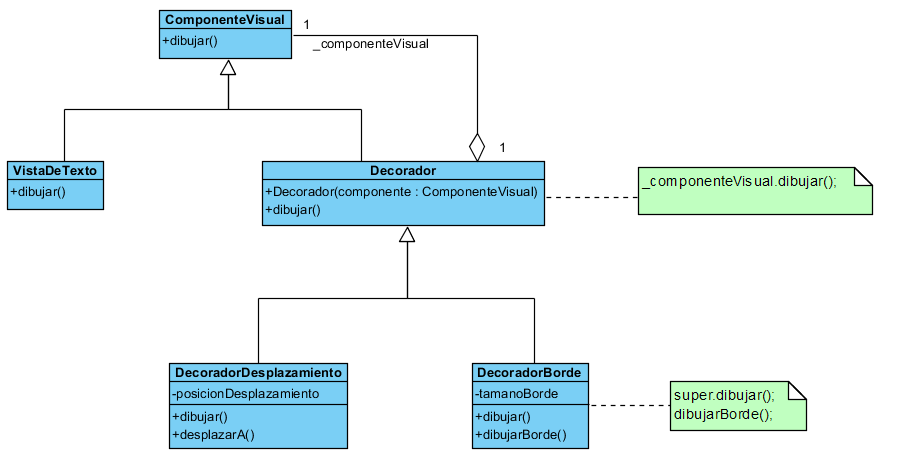 ComponenteVisual
+dibujar()
1
_componenteVisual
1
VistaDeTexto
+dibujar()
Decorador
+Decorador(componente : ComponenteVisual)
+dibujar()
_componenteVisual.dibujar();
DecoradorDesplazamiento
-posicionDesplazamiento
+dibujar()
+desplazarA()
DecoradorBorde
-tamanoBorde
+dibujar()
+dibujarBorde()
super.dibujar();
dibujarBorde();